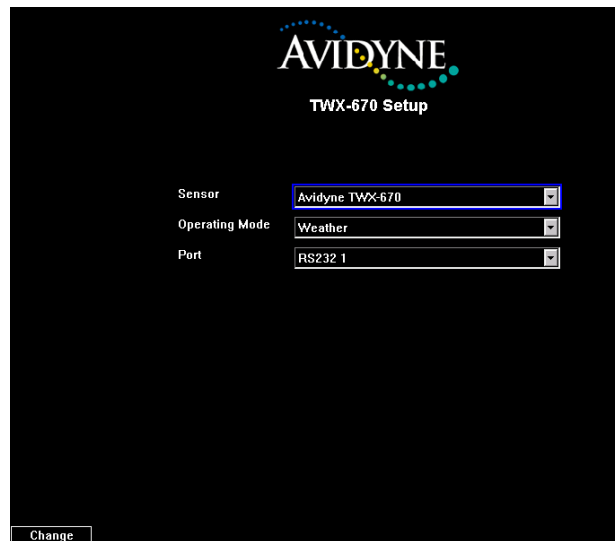 AVIDYNE
TWX-670 Setup
Sensor Avidyne TWX-670
Operating Mode Weather
Port RS232 1
Change